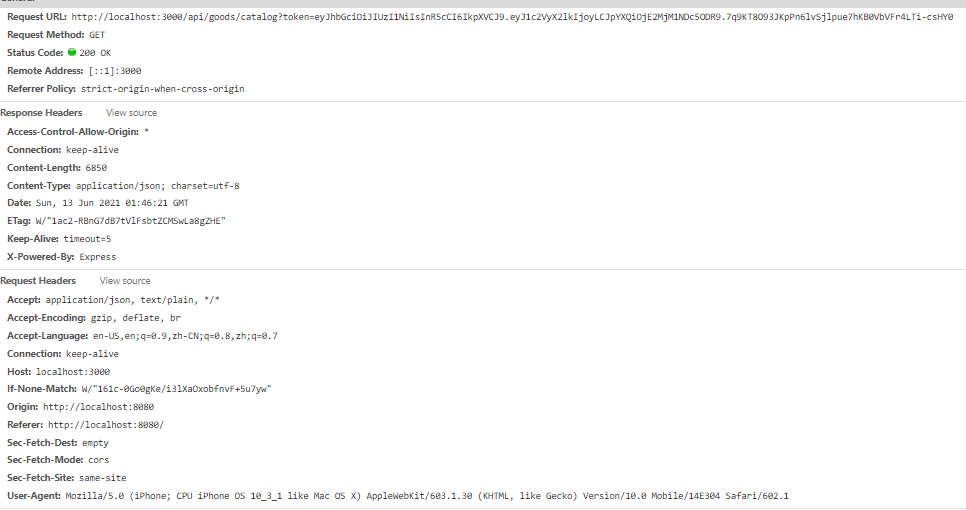 Request URL: http://localhost:3000/api/goods/catalog?token=eyJhbGciOiJIUzI1NiIsInR5cCI6IkpXVCJ9.eyJ1c2VyX2lkIjoyLCJpYXQiOjE2MjM1NDc5ODR9.7q9KT8O93JKpPn6lvSjlpue7hKB0VbVFr4LTi-csHY0
Request Method: GET
Status Code: 200 OK
Remote Address: [::1]:3000
Referrer Policy: strict-origin-when-cross-origin
Response Headers View source
Access-Control-Allow-Origin: *
Connection: keep-alive
Content-Length: 6850
Content-Type: application/json; charset=utf-8
Date: Sun, 13 Jun 2021 01:46:21 GMT
ETag: W/"1ac2-RBnG7dB7tVlFsbtZCMSwLa8gZHE"
Keep-Alive: timeout=5
X-Powered-By: Express
Request Headers View source
Accept: application/json, text/plain, */*
Accept-Encoding: gzip, deflate, br
Accept-Language: en-US,en;q=0.9,zh-CN;q=0.8,zh;q=0.7
Connection: keep-alive
Host: localhost:3000
If-None-Match: W/"161c-0Go0gKe/i3lXaOxobfnvF+5u7yw"
Origin: http://localhost:8080
Referer: http://localhost:8080/
Sec-Fetch-Dest: empty
Sec-Fetch-Mode: cors
Sec-Fetch-Site: same-site
User-Agent: Mozilla/5.0 (iPhone; CPU iPhone OS 10_3_1 like Mac OS X) AppleWebKit/603.1.30 (KHTML, like Gecko) Version/10.0 Mobile/14E304 Safari/602.1